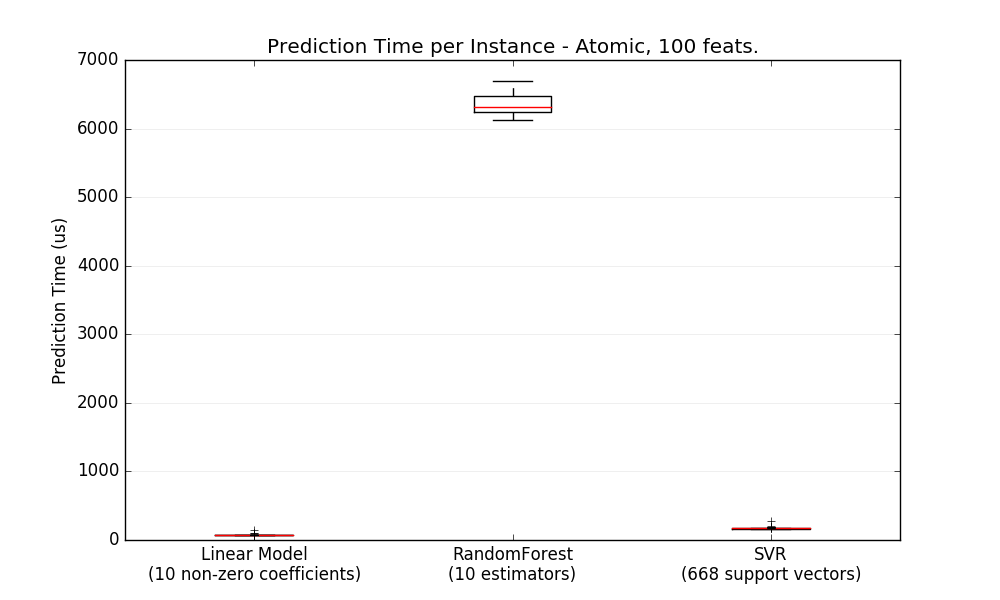 Prediction Time per Instance - Atomic, 100 feats.
7000
6000
5000
4000
3000
2000
1000
0
Prediction Time (us)
Linear Model
(10 non-zero coefficients)
RandomForest
(10 estimators)
SVR
(668 support vectors)